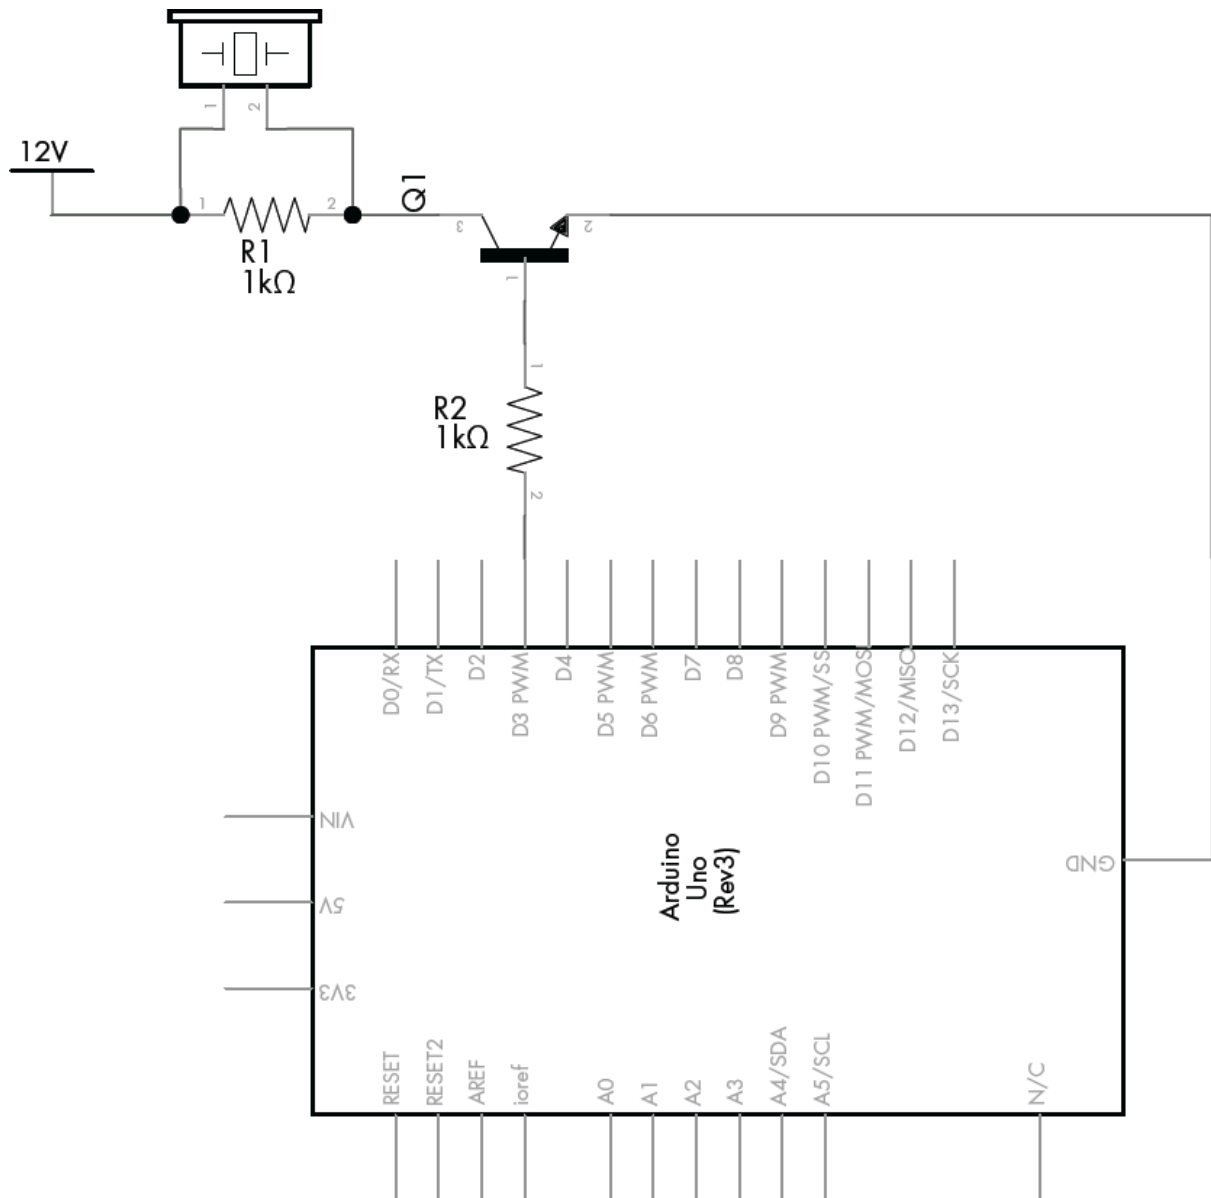 1
2
12V
Q1
1
2
3
2
R1
1kΩ
1
1
R2
1kΩ
2
D0/RX
D1/TX
D2
D3 PWM
D4
D5 PWM
D6 PWM
D7
D8
D9 PWM
D10 PWM/SS
D11 PWM/MOSI
D12/MISO
D13/SCK
VIN
5V
3V3
Arduino
Uno
(Rev3)
GND
RESET
RESET2
AREF
ioref
A0
A1
A2
A3
A4/SDA
A5/SCL
N/C